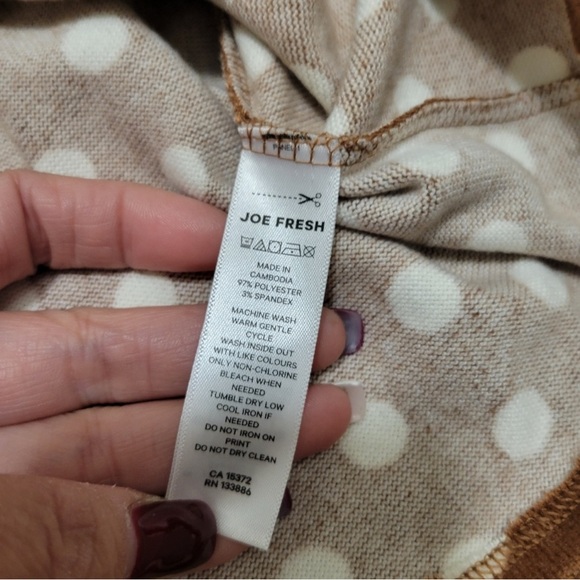 JOE FRESH
MADE IN
CAMBODIA
97% POLYESTER
3% SPANDEX
MACHINE WASH
WARM GENTLE
CYCLE
WASH INSIDE OUT
WITH LIKE COLOURS
ONLY NON-CHLORINE
BLEACH WHEN
NEEDED
TUMBLE DRY LOW
COOL IRON IF
NEEDED
DO NOT IRON ON
PRINT
DO NOT DRY CLEAN
CA 15372
RN 133886